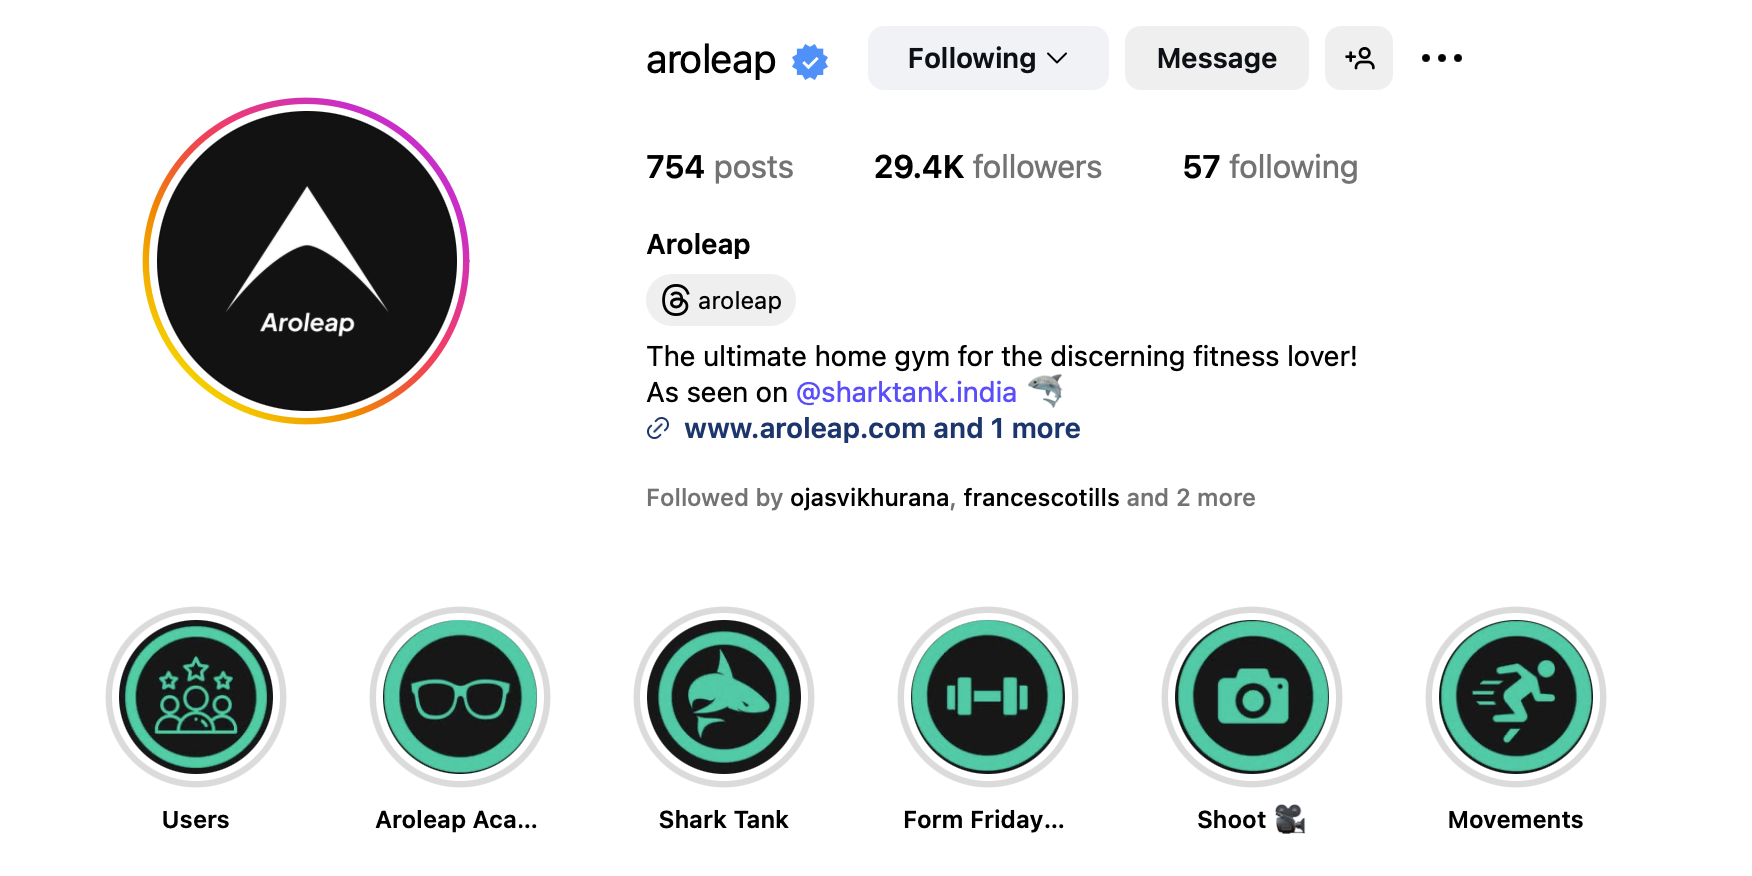 aroleap
Following
Message
754 posts
29.4K followers
57 following
Aroleap
aroleap
The ultimate home gym for the discerning fitness lover!
As seen on @sharktank.india 🦈
www.aroleap.com and 1 more
Followed by ojasvikhurana, francescotills and 2 more
Aroleap
Users
Aroleap Aca...
Shark Tank
Form Friday...
Shoot 🎥
Movements